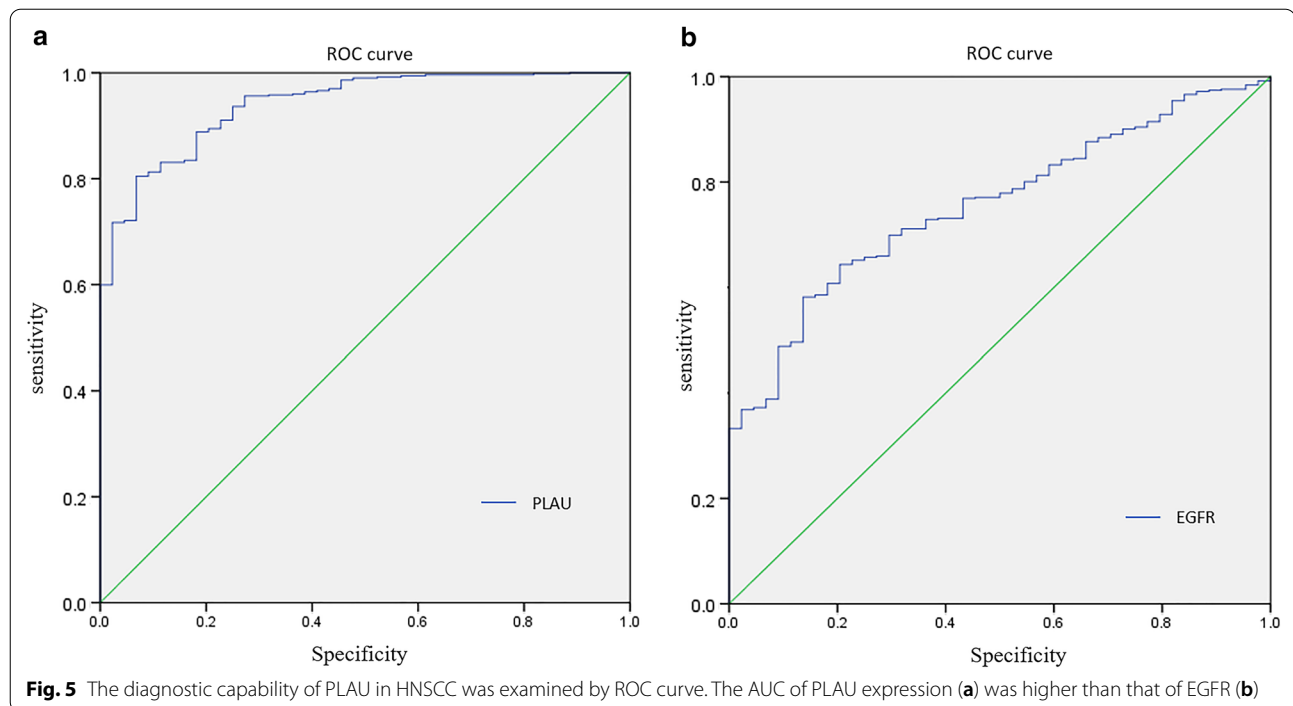 a
ROC curve
1.0
0.8
0.6
0.4
0.2
0.0
sensitivity
PLAU
0.0 0.2 0.4 0.6 0.8 1.0
Specificity
b
ROC curve
1.0
0.8
0.2
0.0
sensitivity
EGFR
0.0 0.2 0.4 0.6 0.8 1.0
Specificity
Fig. 5 The diagnostic capability of PLAU in HNSCC was examined by ROC curve. The AUC of PLAU expression (a) was higher than that of EGFR (b)